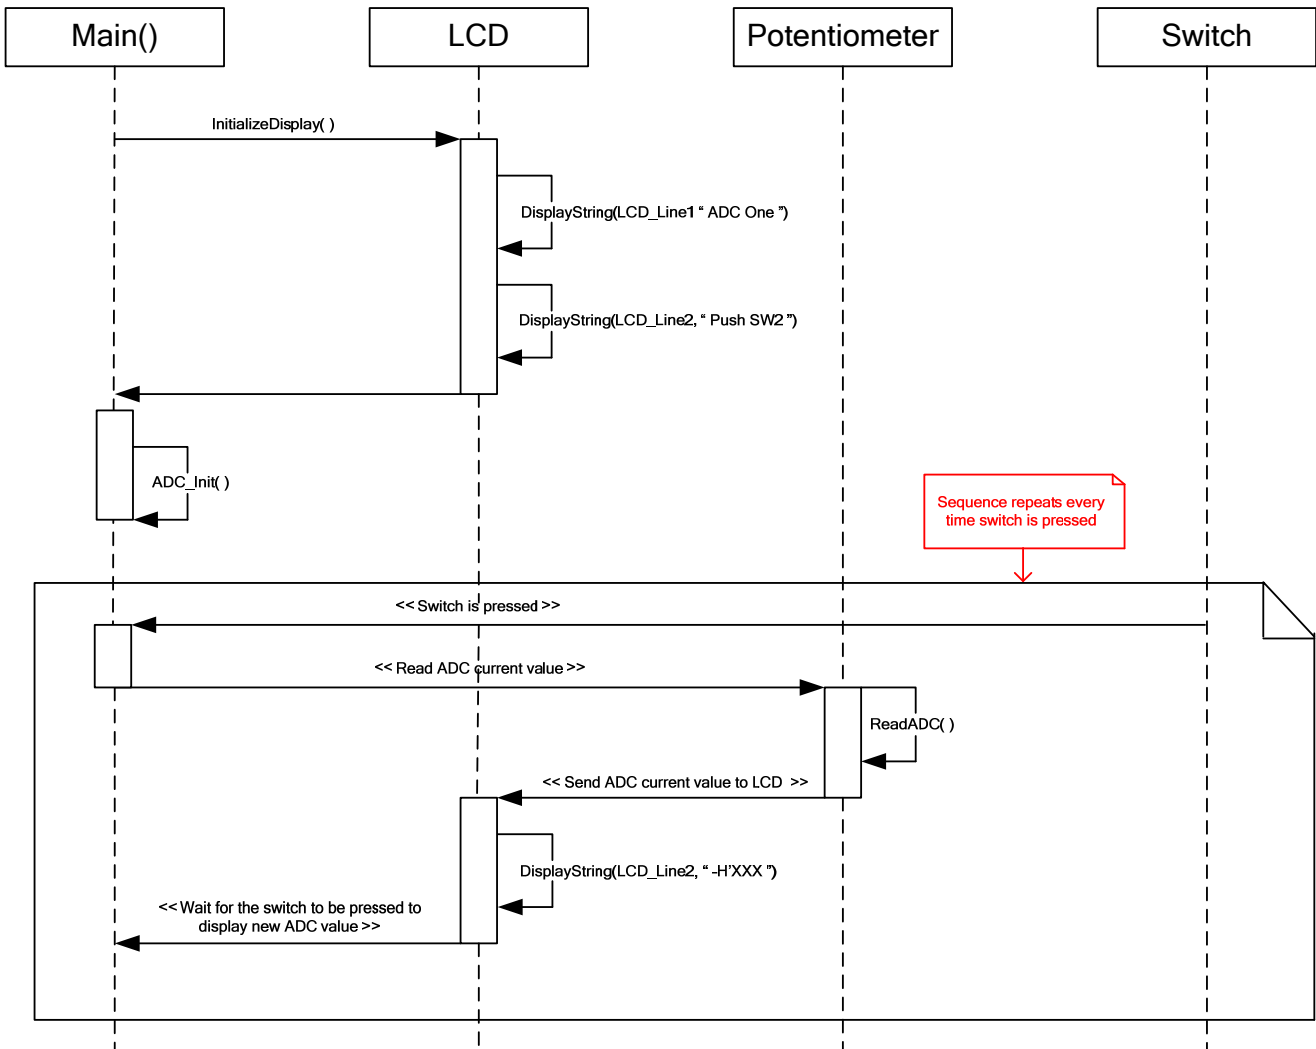 Main()
LCD
Potentiometer
Switch
InitializeDisplay( )
DisplayString(LCD_Line1 “ ADC One ”)
DisplayString(LCD_Line2, “ Push SW2 ”)
ADC_Init( )
Sequence repeats every
time switch is pressed
<< Switch is pressed >>
<< Read ADC current value >>
ReadADC( )
<< Send ADC current value to LCD >>
DisplayString(LCD_Line2, “ -H’XXX ”)
<< Wait for the switch to be pressed to
display new ADC value >>